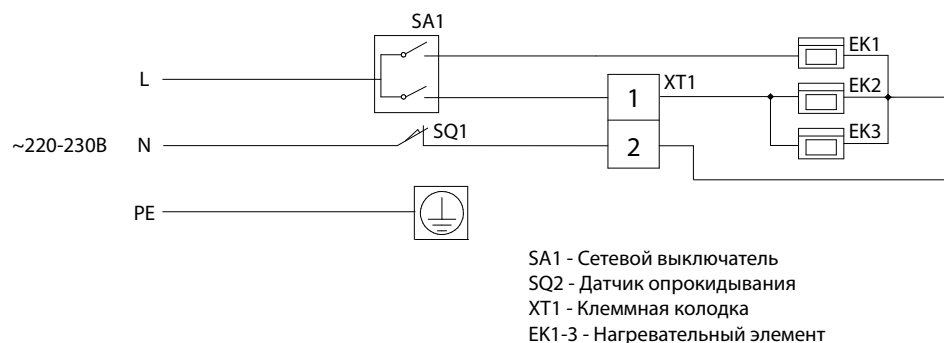 SA1
EK1
L
EK2
1
XT1
EK3
SQ1
2
~220-230В N
PE
SA1 - Сетевой выключатель
SQ2 - Датчик опрокидывания
XT1 - Клеммная колодка
EK1-3 - Нагревательный элемент